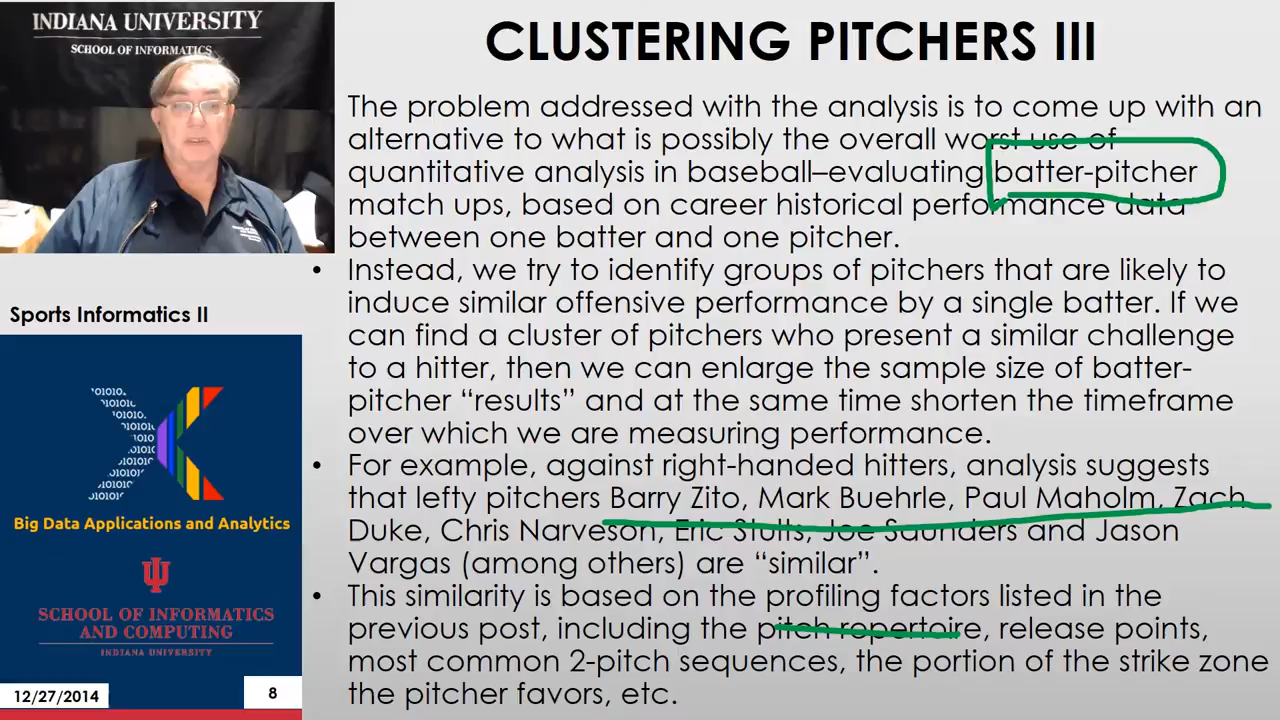 INDIANA UNIVERSITY
SCHOOL OF INFORMATICS
CLUSTERING PITCHERS III
The problem addressed with the analysis is to come up with an
alternative to what is possibly the overall worst use of
quantitative analysis in baseball–evaluating batter-pitcher
match ups, based on career historical performance data
between one batter and one pitcher.
• Instead, we try to identify groups of pitchers that are likely to
induce similar offensive performance by a single batter. If we
can find a cluster of pitchers who present a similar challenge
to a hitter, then we can enlarge the sample size of batter-
pitcher “results” and at the same time shorten the timeframe
over which we are measuring performance.
• For example, against right-handed hitters, analysis suggests
that lefty pitchers Barry Zito, Mark Buehrle, Paul Maholm, Zach
Duke, Chris Narveson, Eric Stults, Joe Saunders and Jason
Vargas (among others) are “similar”.
• This similarity is based on the profiling factors listed in the
previous post, including the pitch repertoire, release points,
most common 2-pitch sequences, the portion of the strike zone
the pitcher favors, etc.
Sports Informatics II
Big Data Applications and Analytics
SCHOOL OF INFORMATICS
AND COMPUTING
INDIANA UNIVERSITY
12/27/2014
8